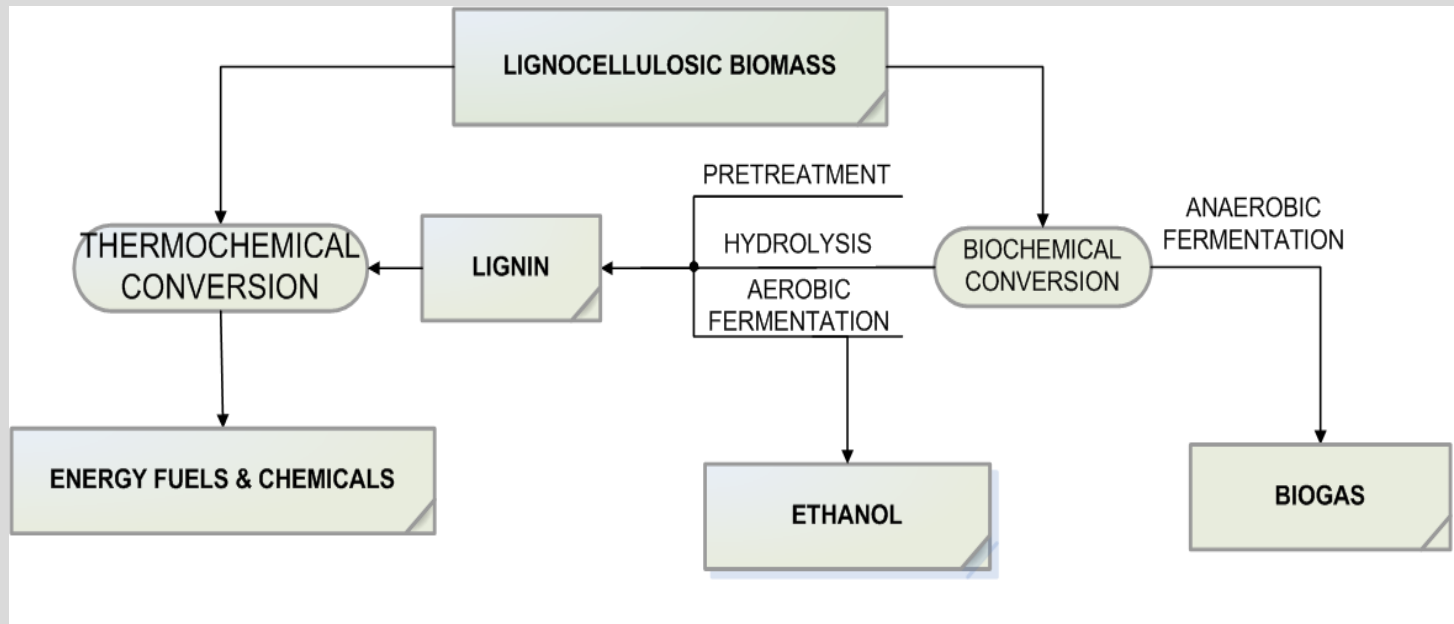 LIGNOCELLULOSIC BIOMASS
PRETREATMENT
ANAEROBIC
FERMENTATION
THERMOCHEMICAL
CONVERSION
LIGNIN
HYDROLYSIS
BIOCHEMICAL
CONVERSION
AEROBIC
FERMENTATION
ENERGY FUELS & CHEMICALS
ETHANOL
BIOGAS